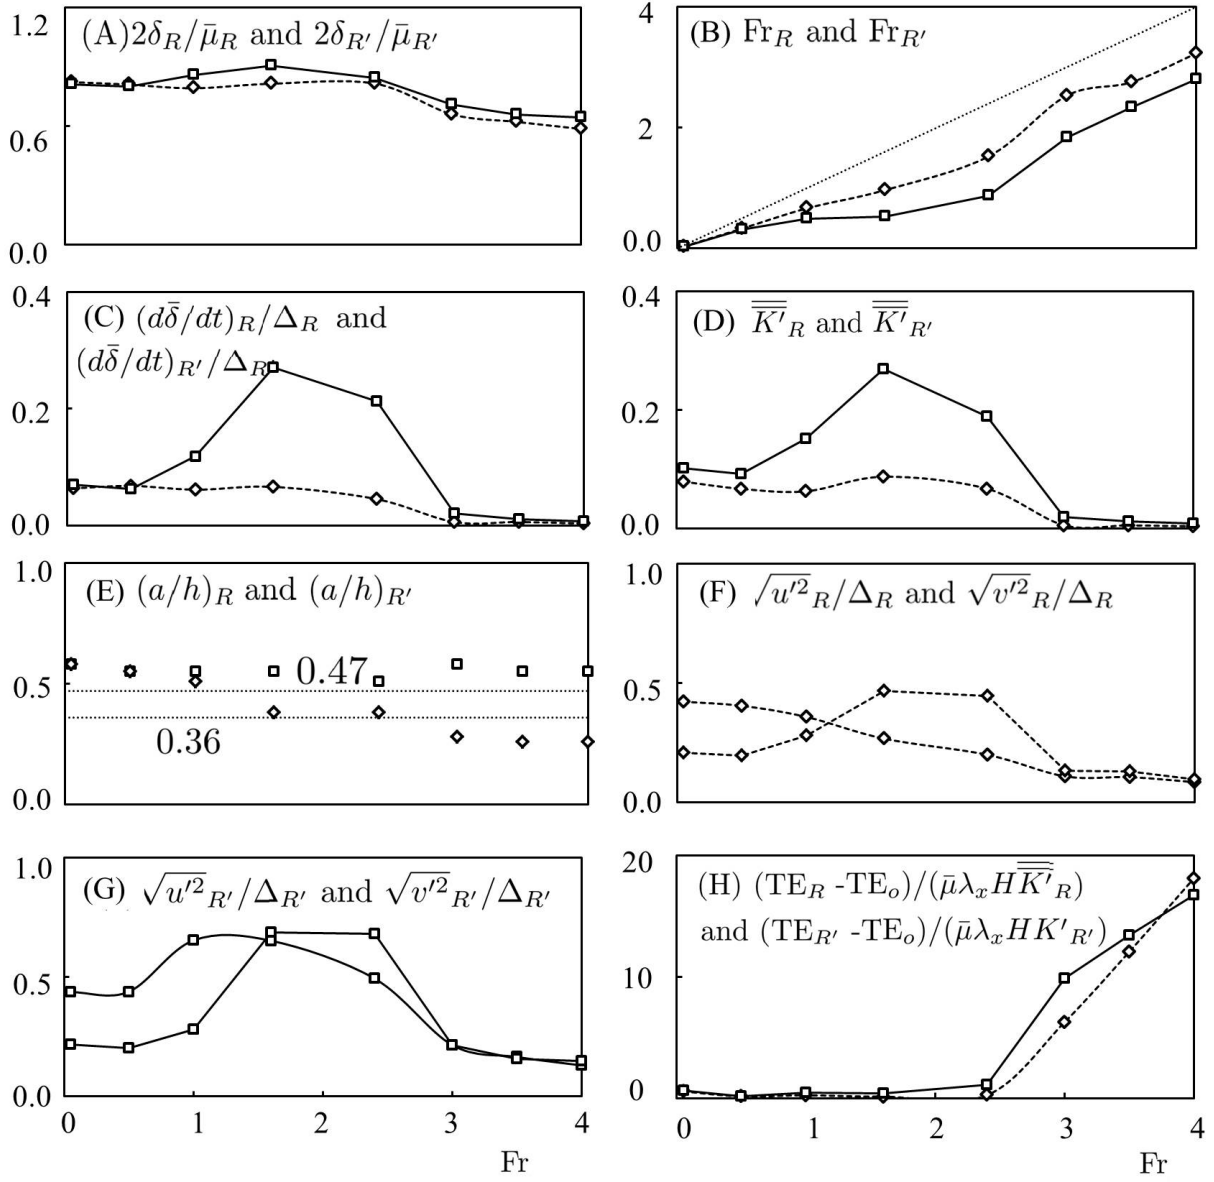 1.2
(A)2δ_R/μ̄_R and 2δ_R′/μ̄_R′
0.6
0.0
4
(B) Fr_R and Fr_R′
2
0.0
0.4
(C) (dδ̄/dt)_R/Δ_R and
(dδ̄/dt)_R′/Δ_R
0.2
0.0
0.4
(D) K̿′_R and K̿′_R′
0.2
0.0
1.0
(E) (a/h)_R and (a/h)_R′
0.47
0.5
0.36
0.0
1.0
(F) √u′²_R/Δ_R and √v′²_R/Δ_R
0.5
0.0
1.0
(G) √u′²_R′/Δ_R′ and √v′²_R′/Δ_R′
0.5
0.0
0 1 2 3 4
Fr
20
(H) (TE_R -TE_o)/(μ̄λ_xHK̿′_R)
and (TE_R′ -TE_o)/(μ̄λ_xHK′_R′)
10
0
0 1 2 3 4
Fr